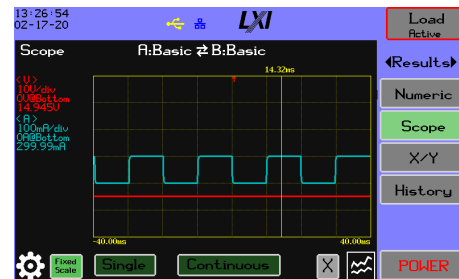 13:26:54
02-17-20
LXI
Load
Active
Scope
A:Basic ⇄ B:Basic
◀Results▶
14.32ms
<V>
10V/div
0V@Bottom
14.945V
<A>
100mA/div
0A@Bottom
299.99mA
Numeric
Scope
X/Y
History
-40.00ms
40.00ms
Fixed
Scale
Single
Continuous
X
POWER